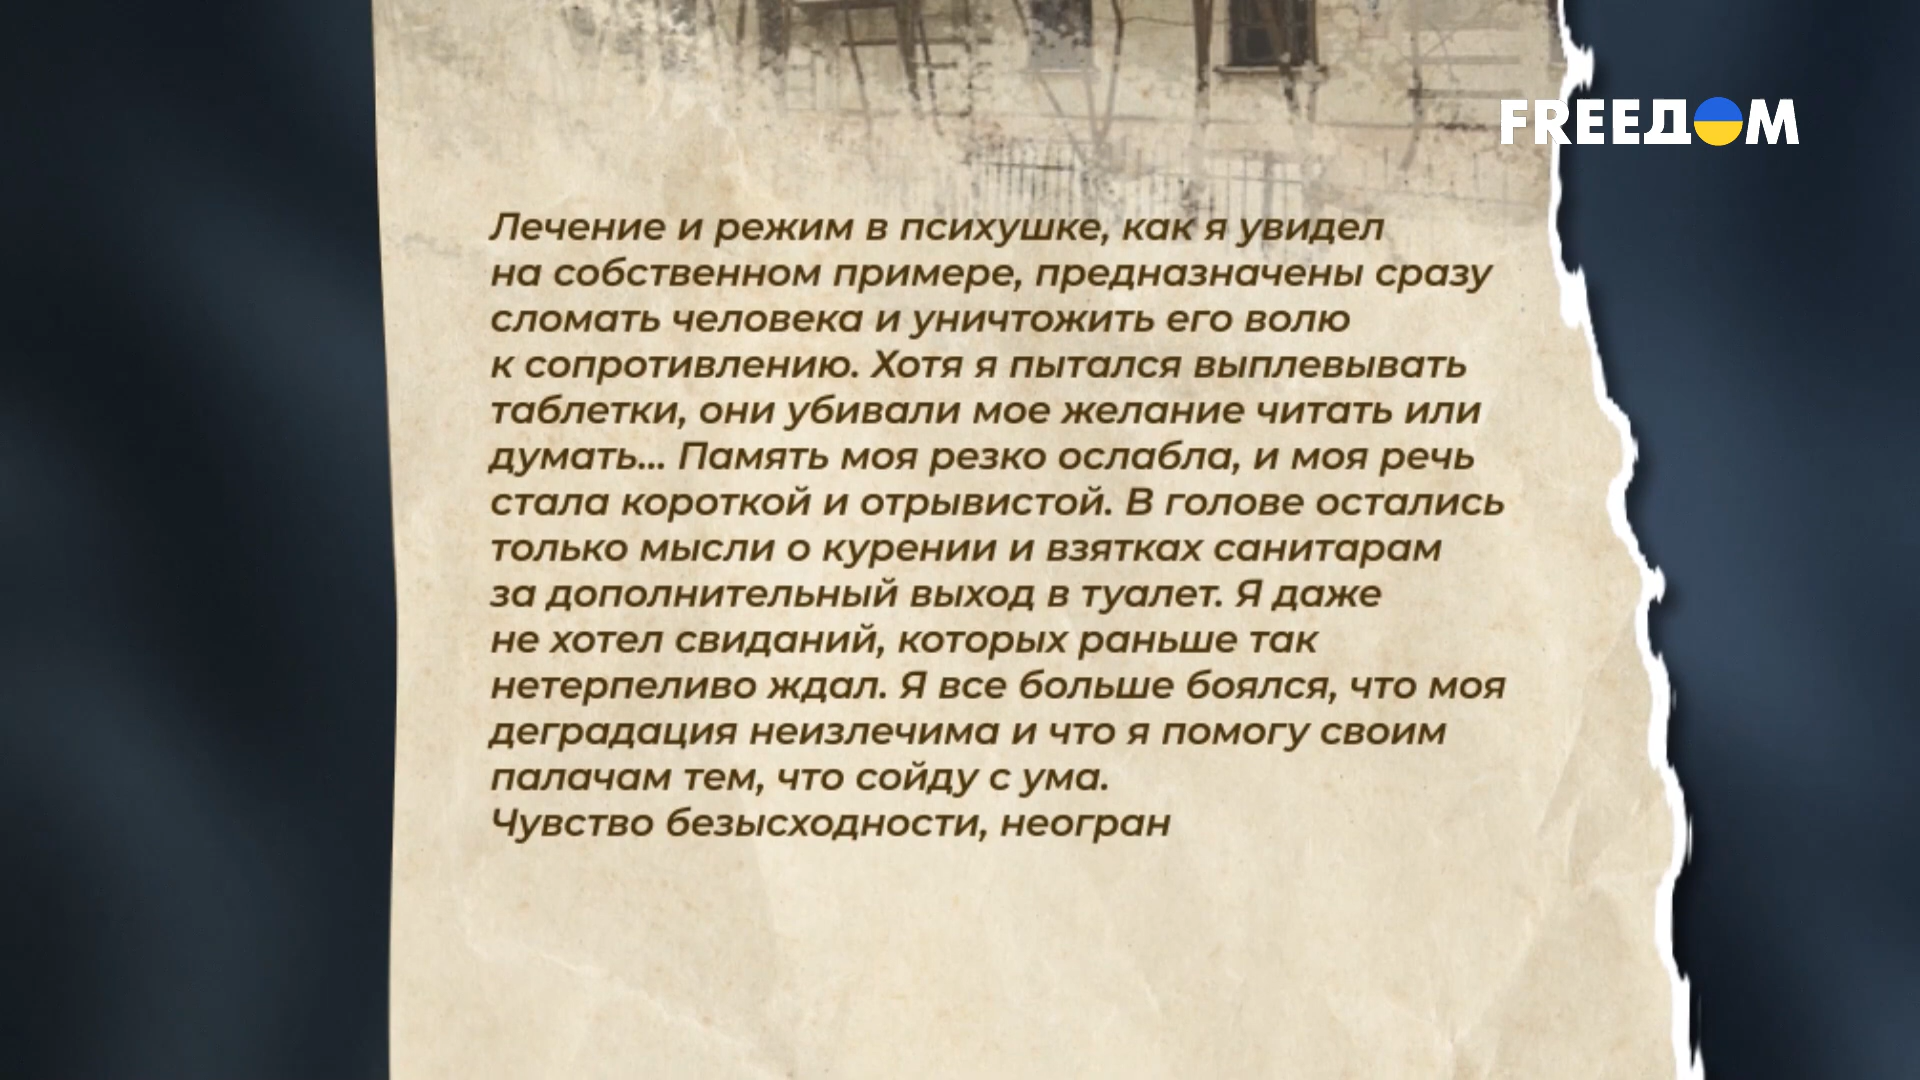 FREEДOM
Лечение и режим в психушке, как я увидел
на собственном примере, предназначены сразу
сломать человека и уничтожить его волю
к сопротивлению. Хотя я пытался выплевывать
таблетки, они убивали мое желание читать или
думать... Память моя резко ослабла, и моя речь
стала короткой и отрывистой. В голове остались
только мысли о курении и взятках санитарам
за дополнительный выход в туалет. Я даже
не хотел свиданий, которых раньше так
нетерпеливо ждал. Я все больше боялся, что моя
деградация неизлечима и что я помогу своим
палачам тем, что сойду с ума.
Чувство безысходности, неогран